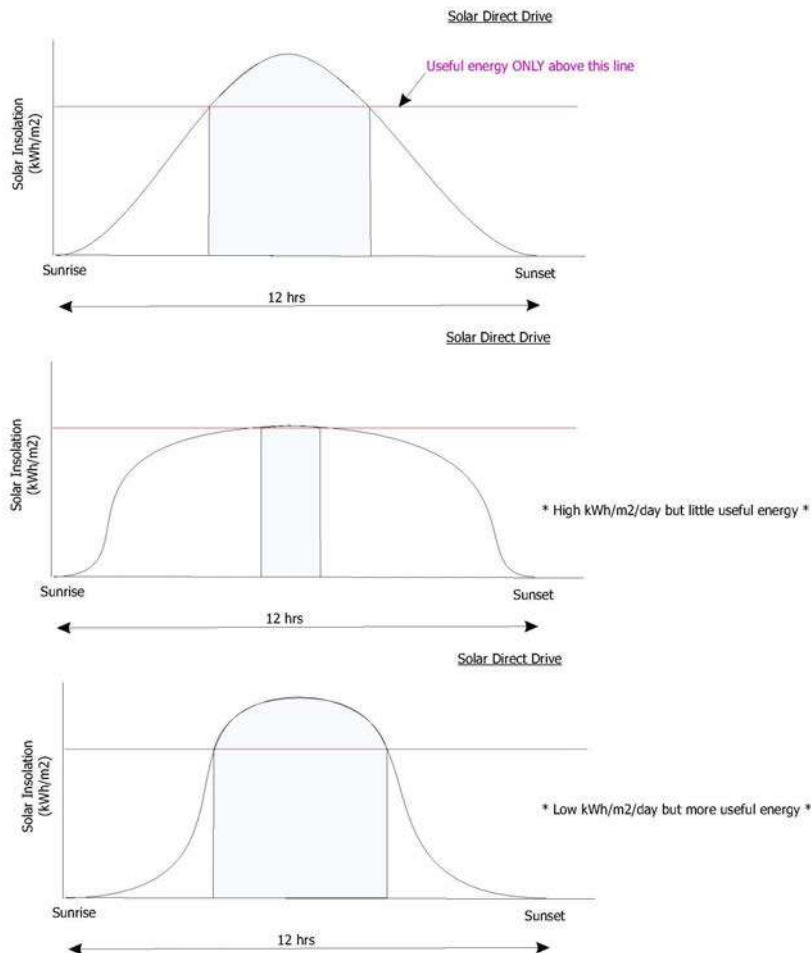 Solar Direct Drive
Useful energy ONLY above this line
Solar Insolation
(kWh/m2)
Sunrise
Sunset
12 hrs
Solar Direct Drive
Solar Insolation
(kWh/m2)
* High kWh/m2/day but little useful energy *
Sunrise
Sunset
12 hrs
Solar Direct Drive
Solar Insolation
(kWh/m2)
* Low kWh/m2/day but more useful energy *
Sunrise
Sunset
12 hrs